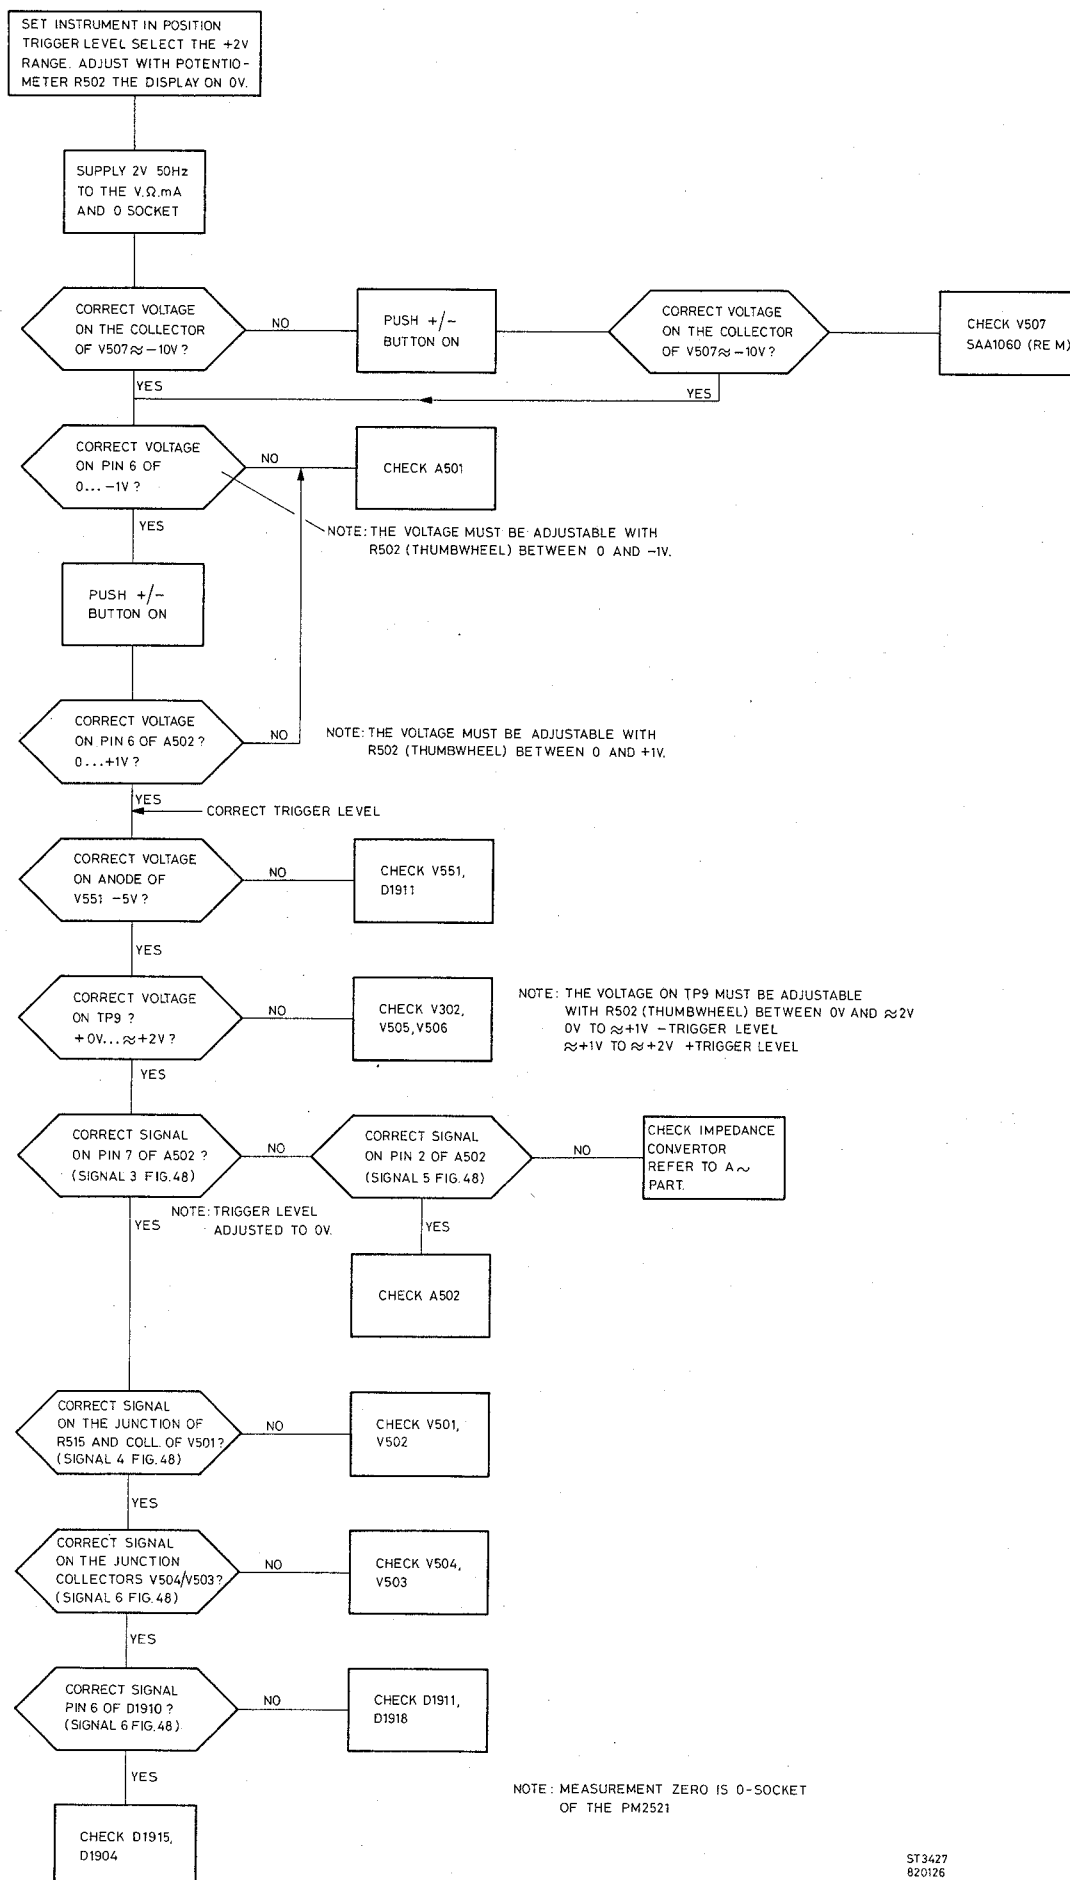 SET INSTRUMENT IN POSITION
TRIGGER LEVEL SELECT THE +2V
RANGE. ADJUST WITH POTENTIO-
METER R502 THE DISPLAY ON 0V.
SUPPLY 2V 50Hz
TO THE V.Ω.mA
AND 0 SOCKET
CORRECT VOLTAGE
ON THE COLLECTOR
OF V507≈-10V?
NO
PUSH +/-
BUTTON ON
CORRECT VOLTAGE
ON THE COLLECTOR
OF V507≈-10V?
CHECK V507
SAA1060 (RE M)
YES
YES
CORRECT VOLTAGE
ON PIN 6 OF
0...-1V?
NO
CHECK A501
NOTE: THE VOLTAGE MUST BE ADJUSTABLE WITH
R502 (THUMBWHEEL) BETWEEN 0 AND -1V.
YES
PUSH +/-
BUTTON ON
CORRECT VOLTAGE
ON PIN 6 OF A502?
0...+1V?
NO
NOTE: THE VOLTAGE MUST BE ADJUSTABLE WITH
R502 (THUMBWHEEL) BETWEEN 0 AND +1V.
YES
CORRECT TRIGGER LEVEL
CORRECT VOLTAGE
ON ANODE OF
V551 -5V?
NO
CHECK V551,
D1911
YES
CORRECT VOLTAGE
ON TP9?
+0V...≈+2V?
NO
CHECK V302,
V505,V506
NOTE: THE VOLTAGE ON TP9 MUST BE ADJUSTABLE
WITH R502 (THUMBWHEEL) BETWEEN 0V AND ≈2V
0V TO ≈+1V -TRIGGER LEVEL
≈+1V TO ≈+2V +TRIGGER LEVEL
YES
CORRECT SIGNAL
ON PIN 7 OF A502?
(SIGNAL 3 FIG.48)
NO
CORRECT SIGNAL
ON PIN 2 OF A502
(SIGNAL 5 FIG.48)
NO
CHECK IMPEDANCE
CONVERTOR
REFER TO A~
PART.
YES
NOTE: TRIGGER LEVEL
ADJUSTED TO 0V.
YES
CHECK A502
CORRECT SIGNAL
ON THE JUNCTION OF
R515 AND COLL. OF V501?
(SIGNAL 4 FIG.48)
NO
CHECK V501,
V502
YES
CORRECT SIGNAL
ON THE JUNCTION
COLLECTORS V504/V503?
(SIGNAL 6 FIG.48)
NO
CHECK V504,
V503
YES
CORRECT SIGNAL
PIN 6 OF D1910?
(SIGNAL 6 FIG.48)
NO
CHECK D1911,
D1918
YES
CHECK D1915,
D1904
NOTE: MEASUREMENT ZERO IS 0-SOCKET
OF THE PM2521
ST3427
820126